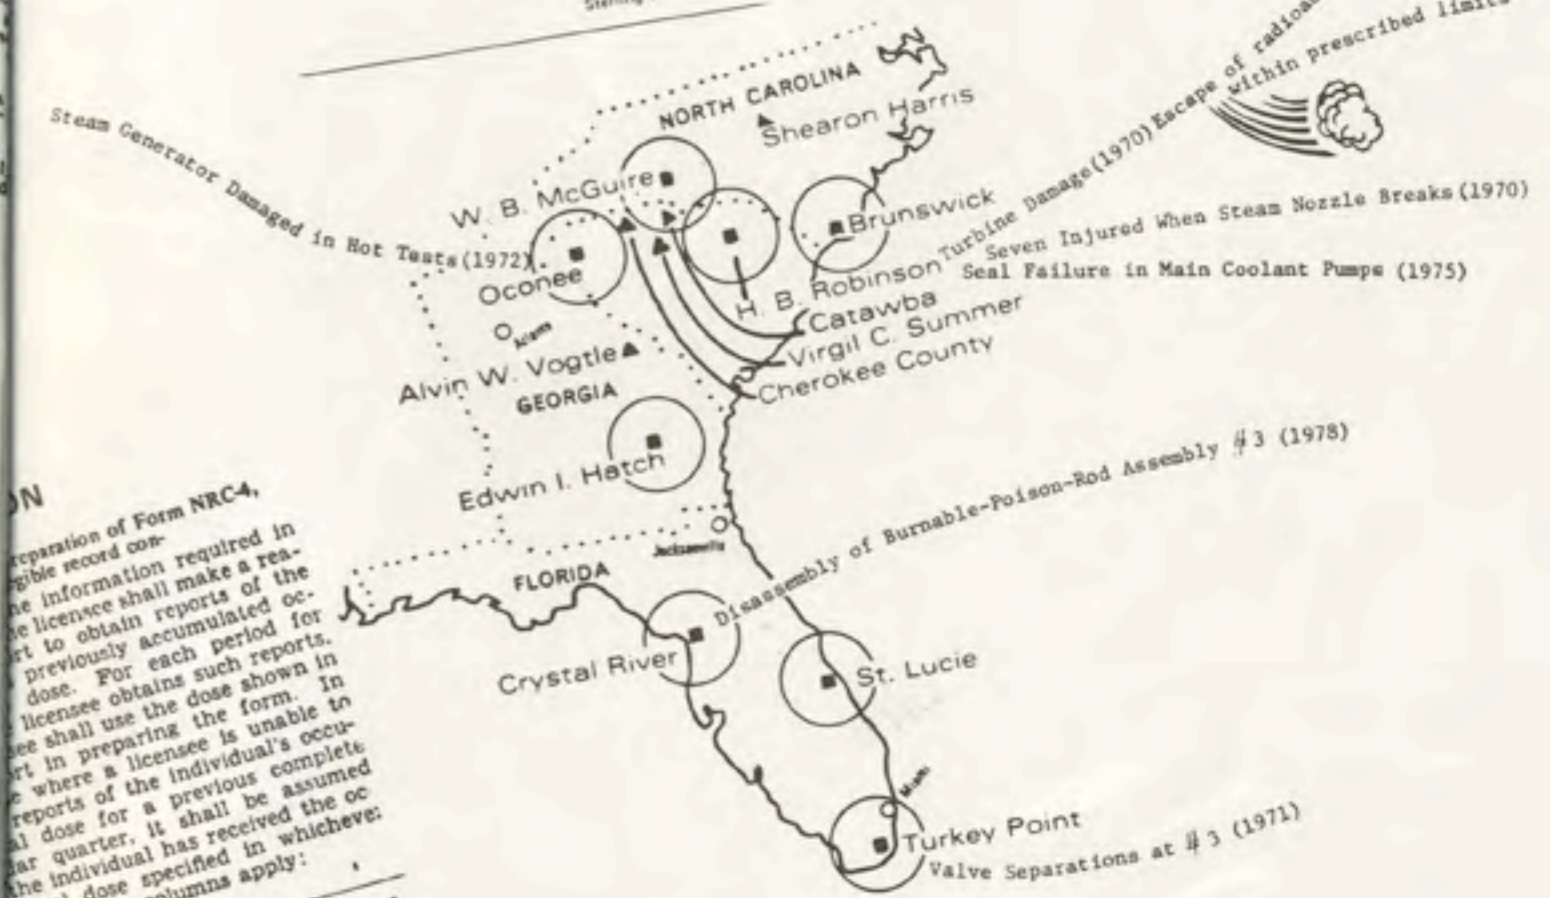 NORTH CAROLINA
Shearon Harris
Escape of
within prescribed limits
Steam Generator Damaged in Hot Tests (1972)
W. B. McGuire
Brunswick
Oconee
H. B. Robinson
Turbine Damage (1970)
Seven Injured When Steam Nozzle Breaks (1970)
Seal Failure in Main Coolant Pumps (1975)
Catawba
Virgil C. Summer
Cherokee County
Atlanta
Alvin W. Vogtle
GEORGIA
Edwin I. Hatch
Jacksonville
FLORIDA
Disassembly of Burnable-Poison-Rod Assembly #3 (1978)
Crystal River
St. Lucie
Miami
Turkey Point
Valve Separations at #3 (1971)
ON
reparation of Form NRC-4,
gible record con-
information required in
licensee shall make a rea-
to obtain reports of the
previously accumulated oc-
dose. For each period for
licensee obtains such reports,
shall use the dose shown in
in preparing the form. In
where a licensee is unable to
reports of the individual's occu-
dose for a previous complete
quarter, it shall be assumed
the individual has received the oc
dose specified in whichever
columns apply: